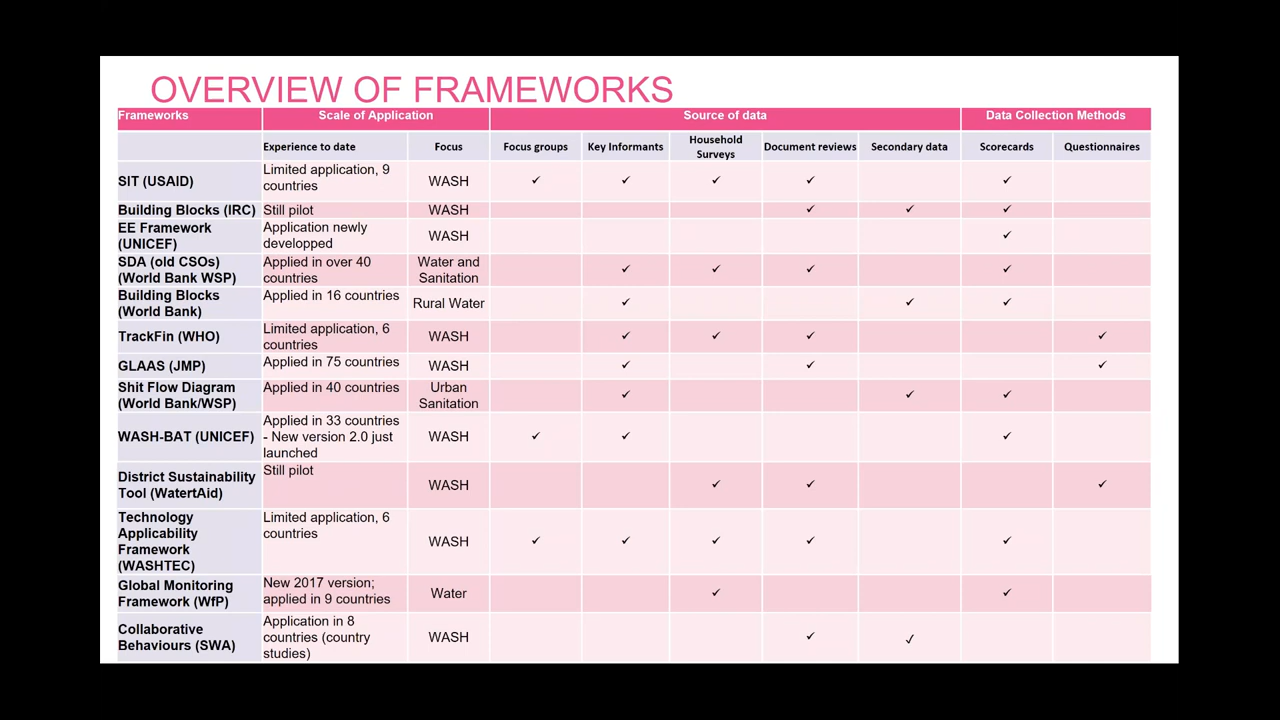 OVERVIEW OF FRAMEWORKS
Frameworks Scale of Application Source of data Data Collection Methods
Experience to date Focus Focus groups Key Informants Household Surveys Document reviews Secondary data Scorecards Questionnaires
SIT (USAID) Limited application, 9 countries WASH ✓ ✓ ✓ ✓ ✓
Building Blocks (IRC) Still pilot WASH ✓ ✓ ✓
EE Framework (UNICEF) Application newly developped WASH ✓
SDA (old CSOs) (World Bank WSP) Applied in over 40 countries Water and Sanitation ✓ ✓ ✓ ✓
Building Blocks (World Bank) Applied in 16 countries Rural Water ✓ ✓ ✓
TrackFin (WHO) Limited application, 6 countries WASH ✓ ✓ ✓ ✓
GLAAS (JMP) Applied in 75 countries WASH ✓ ✓ ✓
Shit Flow Diagram (World Bank/WSP) Applied in 40 countries Urban Sanitation ✓ ✓ ✓
WASH-BAT (UNICEF) Applied in 33 countries - New version 2.0 just launched WASH ✓ ✓ ✓
District Sustainability Tool (WatertAid) Still pilot WASH ✓ ✓ ✓
Technology Applicability Framework (WASHTEC) Limited application, 6 countries WASH ✓ ✓ ✓ ✓ ✓
Global Monitoring Framework (WfP) New 2017 version; applied in 9 countries Water ✓ ✓
Collaborative Behaviours (SWA) Application in 8 countries (country studies) WASH ✓ ✓